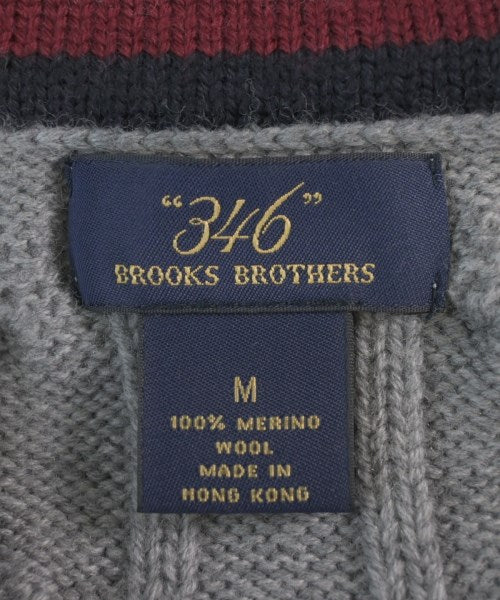 "346"
BROOKS BROTHERS
M
100% MERINO
WOOL
MADE IN
HONG KONG